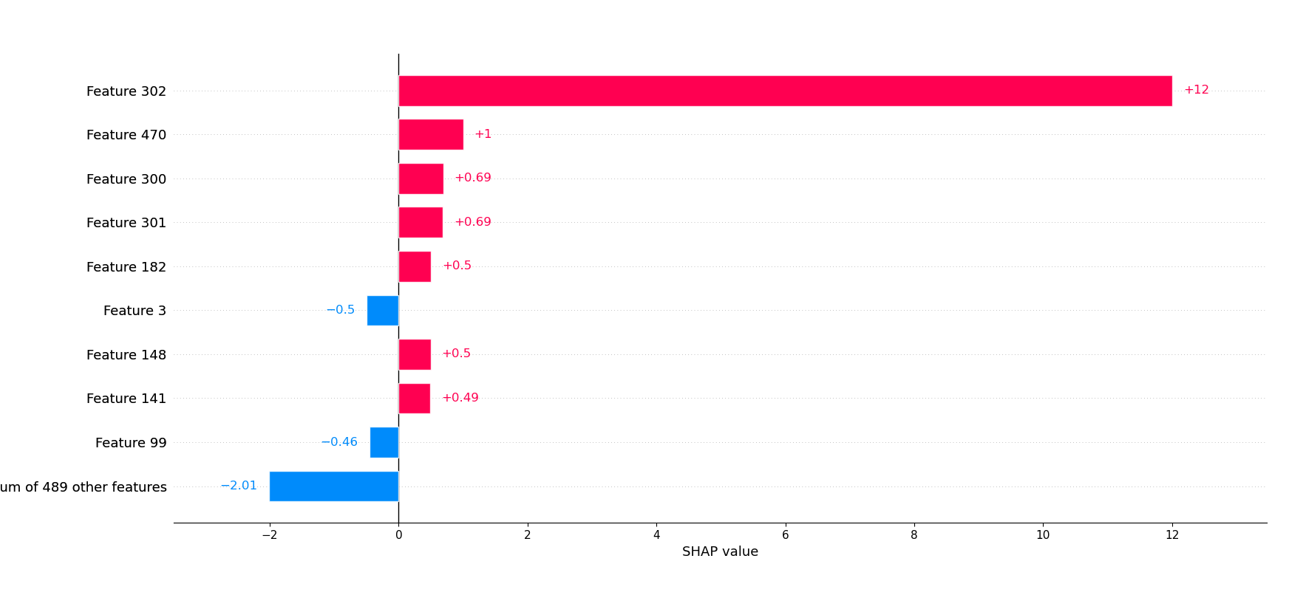 Feature 302
+12
Feature 470
+1
Feature 300
+0.69
Feature 301
+0.69
Feature 182
+0.5
Feature 3
−0.5
Feature 148
+0.5
Feature 141
+0.49
Feature 99
−0.46
um of 489 other features
−2.01
−2 0 2 4 6 8 10 12
SHAP value